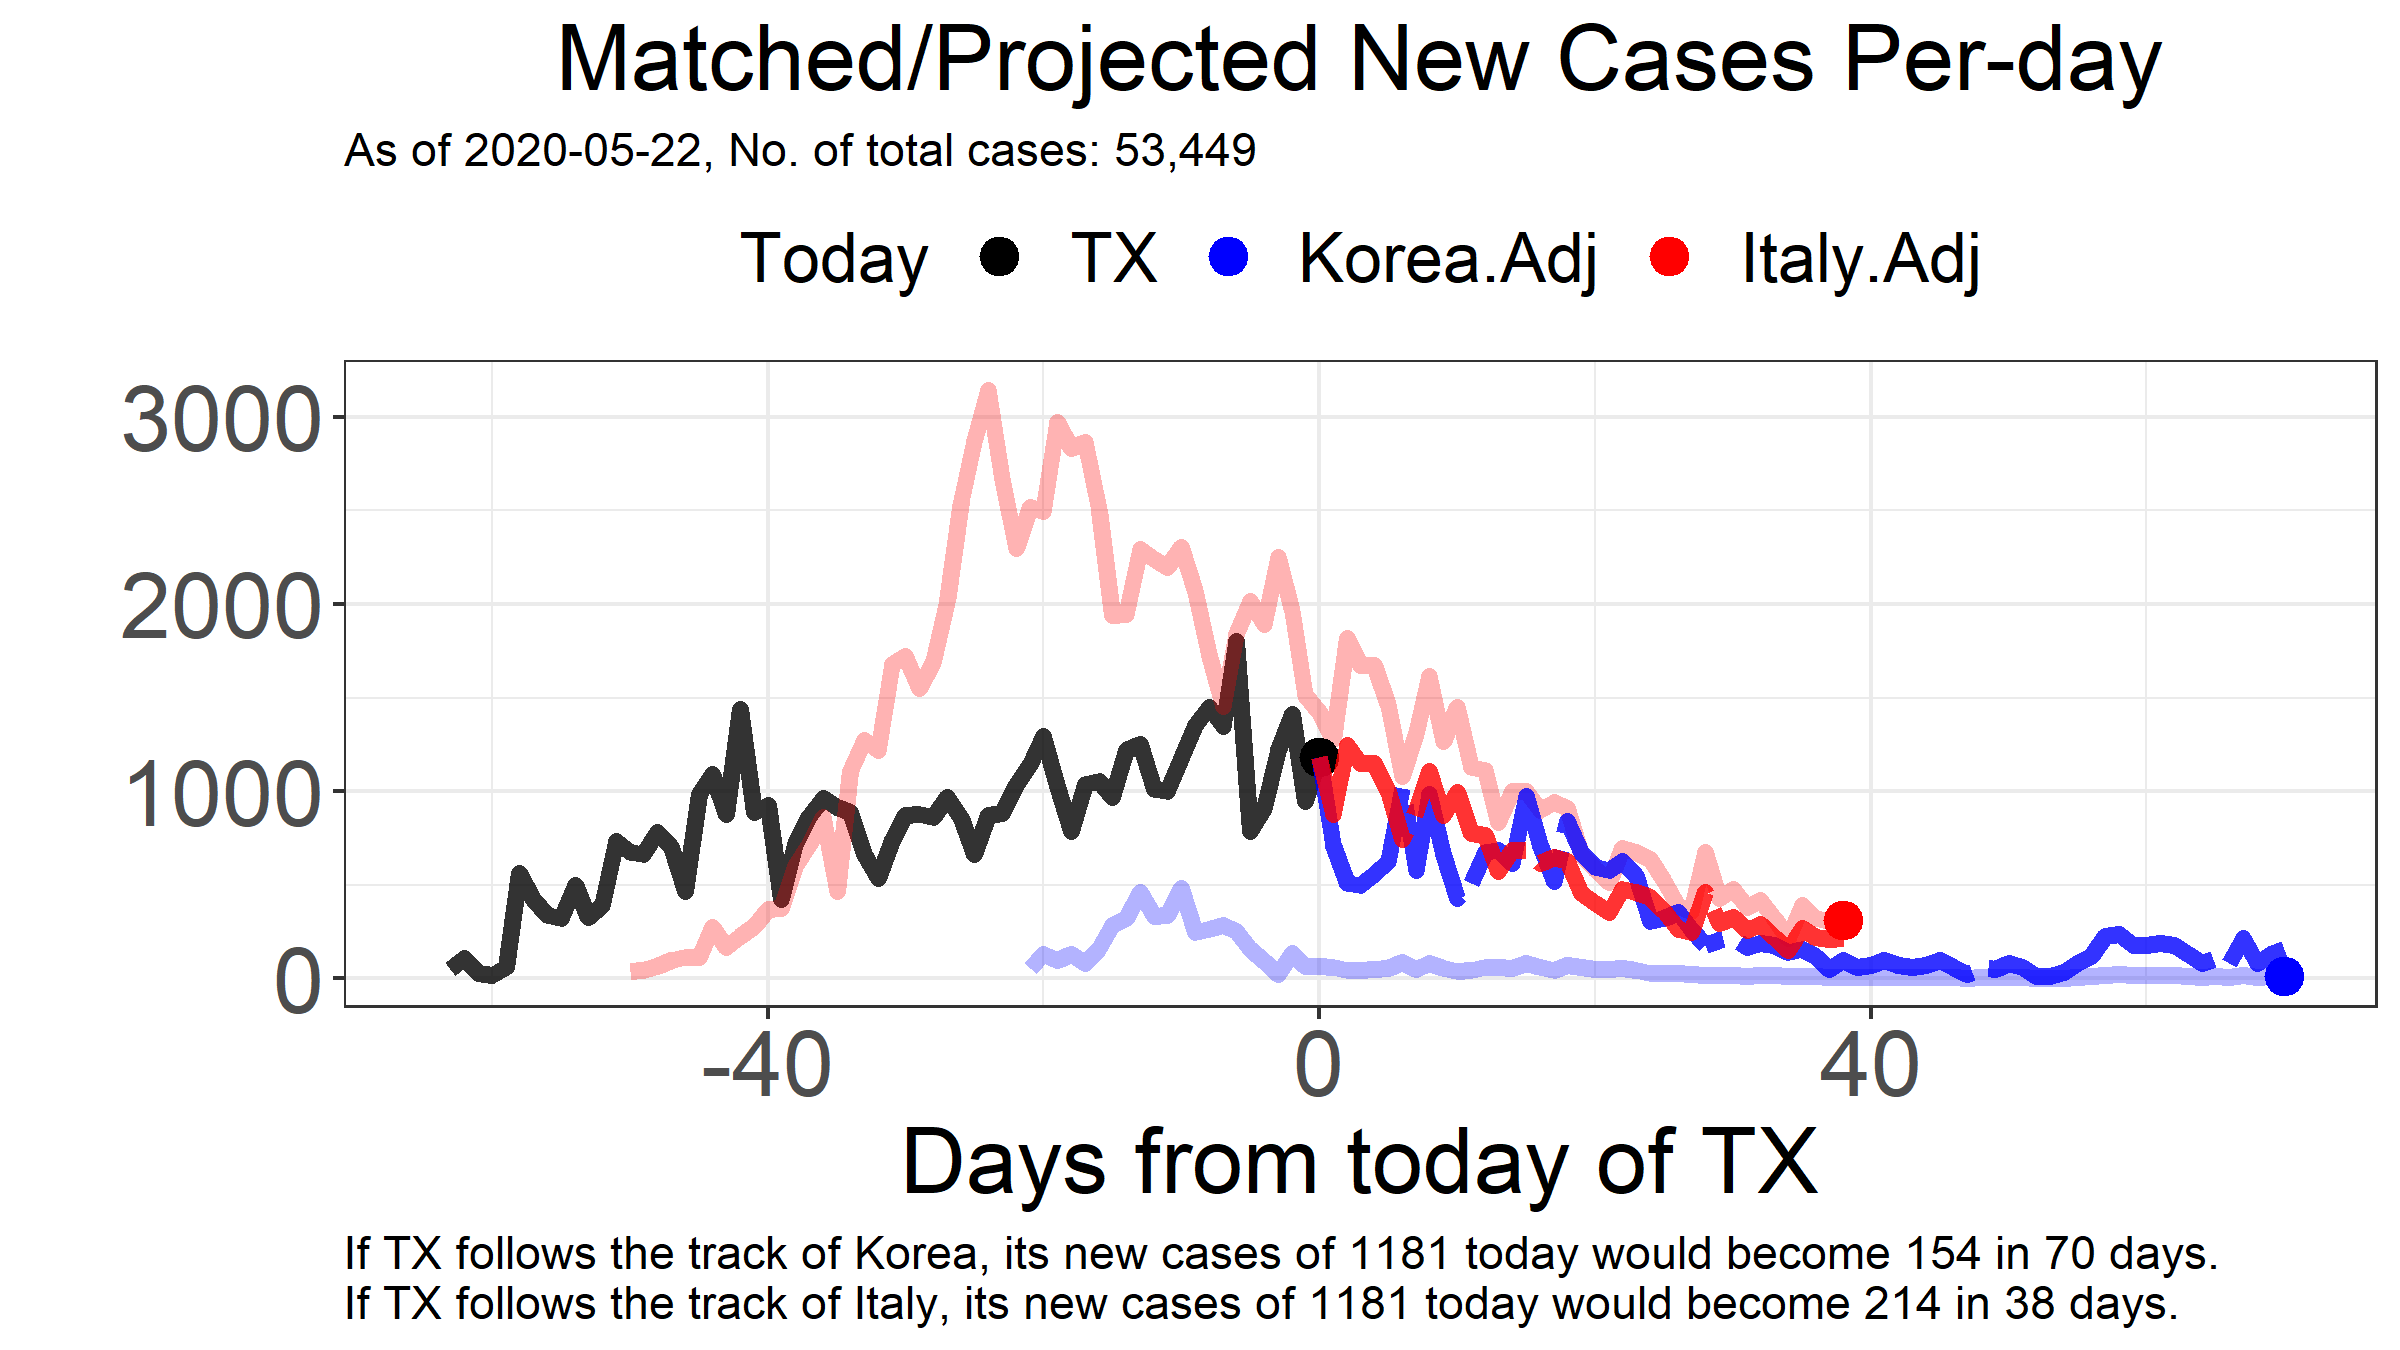 Matched/Projected New Cases Per-day
As of 2020-05-22, No. of total cases: 53,449
Today TX Korea.Adj Italy.Adj
3000
2000
1000
0
-40 0 40
Days from today of TX
If TX follows the track of Korea, its new cases of 1181 today would become 154 in 70 days.
If TX follows the track of Italy, its new cases of 1181 today would become 214 in 38 days.